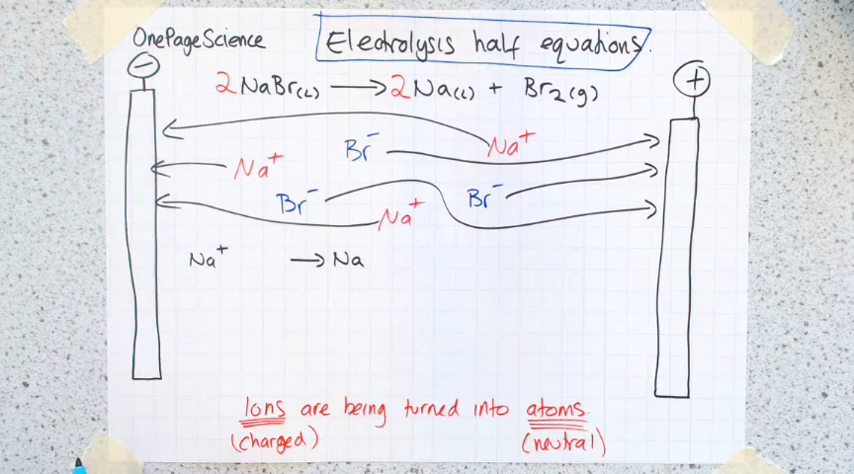 OnePageScience
Electrolysis half equations.
−
+
2NaBr(L) → 2Na(L) + Br2(g)
Na+
Br−
Na+
Br−
Br−
Na+
Na+ → Na
Ions are being turned into atoms.
(charged) (neutral)